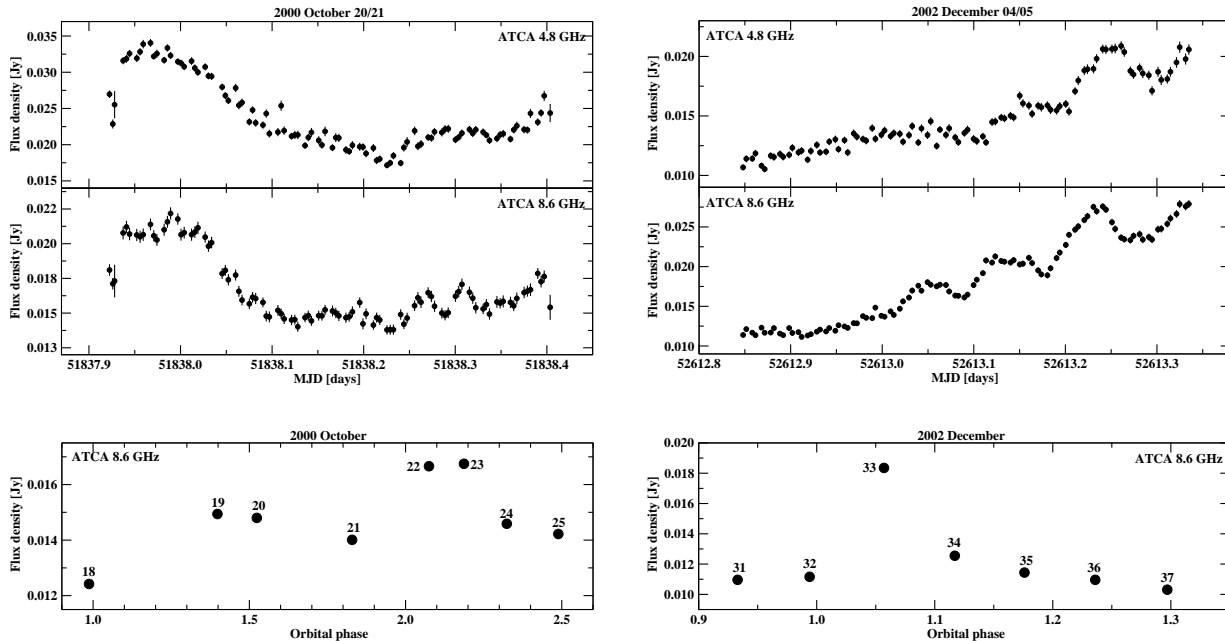 2000 October 20/21
ATCA 4.8 GHz
Flux density [Jy]
0.035
0.030
0.025
0.020
0.015
ATCA 8.6 GHz
Flux density [Jy]
0.022
0.020
0.018
0.015
0.013
51837.9 51838.0 51838.1 51838.2 51838.3 51838.4
MJD [days]
2002 December 04/05
ATCA 4.8 GHz
Flux density [Jy]
0.020
0.015
0.010
ATCA 8.6 GHz
Flux density [Jy]
0.025
0.020
0.015
0.010
52612.8 52612.9 52613.0 52613.1 52613.2 52613.3
MJD [days]
2000 October
ATCA 8.6 GHz
Flux density [Jy]
0.016
0.014
0.012
18 19 20 21 22 23 24 25
1.0 1.5 2.0 2.5
Orbital phase
2002 December
ATCA 8.6 GHz
Flux density [Jy]
0.020
0.018
0.016
0.014
0.012
0.010
31 32 33 34 35 36 37
0.9 1.0 1.1 1.2 1.3
Orbital phase